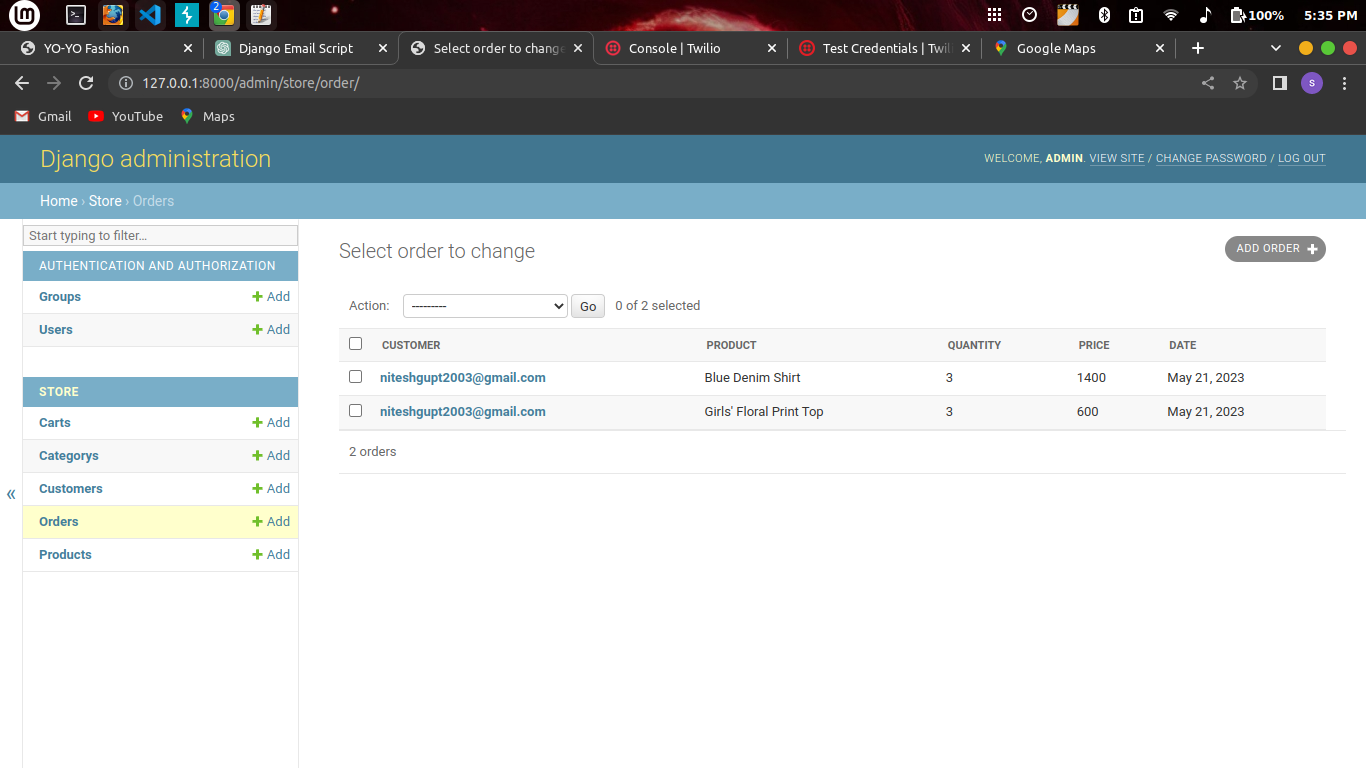 2
100%
5:35 PM
YO-YO Fashion
Django Email Script
Select order to change
Console | Twilio
Test Credentials | Twil
Google Maps
127.0.0.1:8000/admin/store/order/
S
Gmail
YouTube
Maps
Django administration
WELCOME, ADMIN. VIEW SITE / CHANGE PASSWORD / LOG OUT
Home › Store › Orders
Start typing to filter...
AUTHENTICATION AND AUTHORIZATION
Groups + Add
Users + Add
STORE
Carts + Add
Categorys + Add
Customers + Add
Orders + Add
Products + Add
«
Select order to change
ADD ORDER +
Action: --------- Go 0 of 2 selected
CUSTOMER PRODUCT QUANTITY PRICE DATE
niteshgupt2003@gmail.com Blue Denim Shirt 3 1400 May 21, 2023
niteshgupt2003@gmail.com Girls' Floral Print Top 3 600 May 21, 2023
2 orders